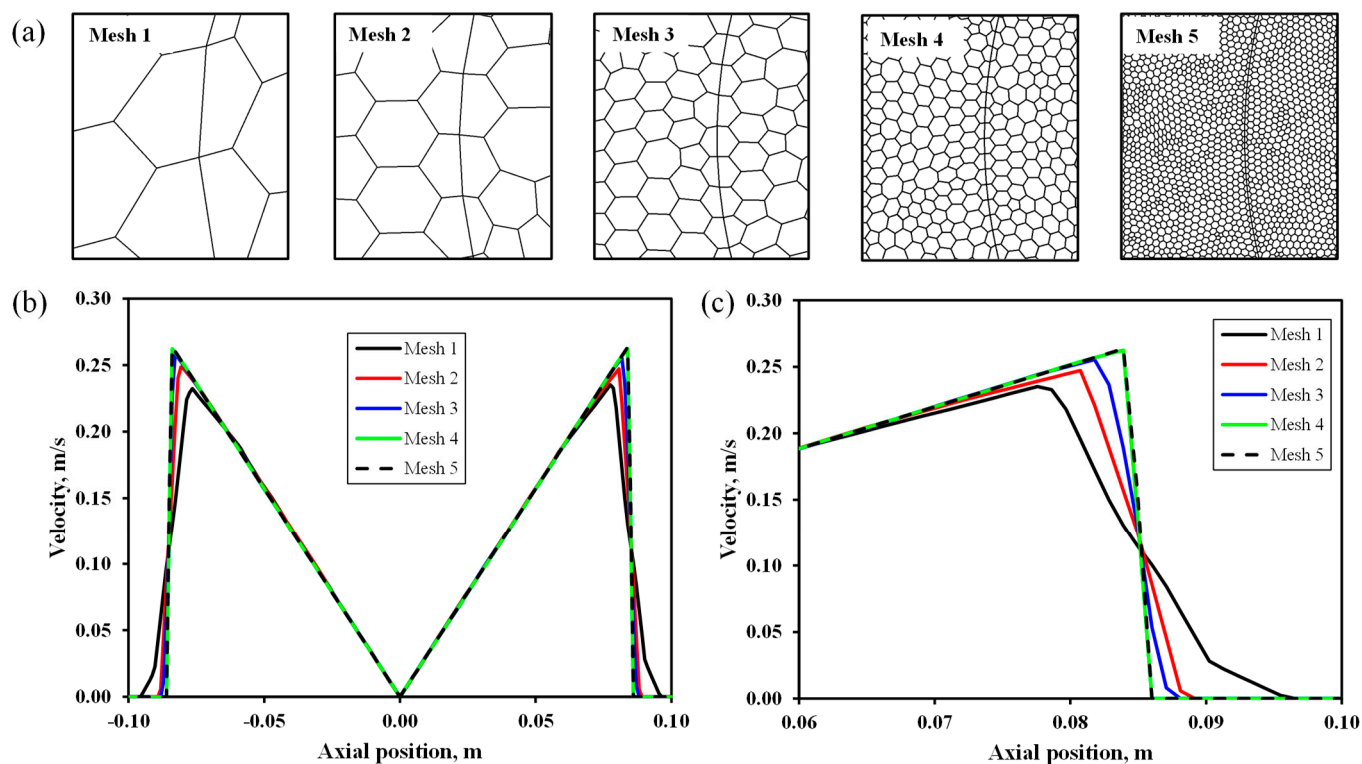 (a)
Mesh 1
Mesh 2
Mesh 3
Mesh 4
Mesh 5
(b)
0.30
0.25
0.20
0.15
0.10
0.05
0.00
Velocity, m/s
Mesh 1
Mesh 2
Mesh 3
Mesh 4
Mesh 5
-0.10
-0.05
0.00
0.05
0.10
Axial position, m
(c)
0.30
0.25
0.20
0.15
0.10
0.05
0.00
Velocity, m/s
Mesh 1
Mesh 2
Mesh 3
Mesh 4
Mesh 5
0.06
0.07
0.08
0.09
0.10
Axial position, m